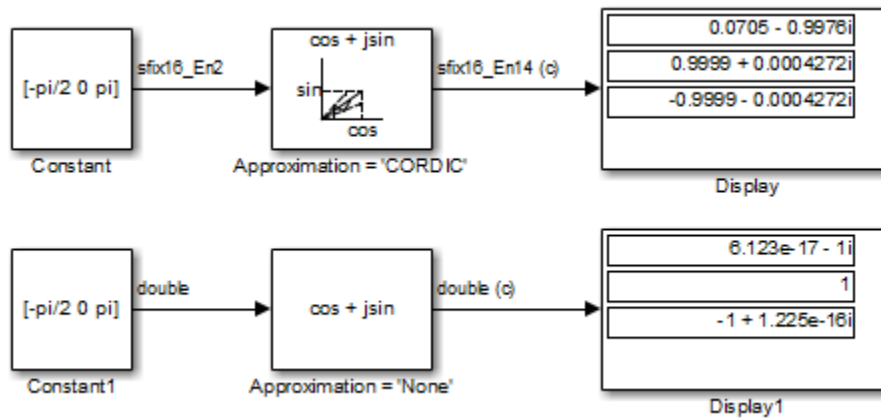 [-pi/2 0 pi]
Constant
sfix16_En2
cos + jsin
sin
cos
Approximation = 'CORDIC'
sfix16_En14 (c)
0.0705 - 0.9976i
0.9999 + 0.0004272i
-0.9999 - 0.0004272i
Display
[-pi/2 0 pi]
Constant1
double
cos + jsin
Approximation = 'None'
double (c)
6.123e-17 - 1i
1
-1 + 1.225e-16i
Display1